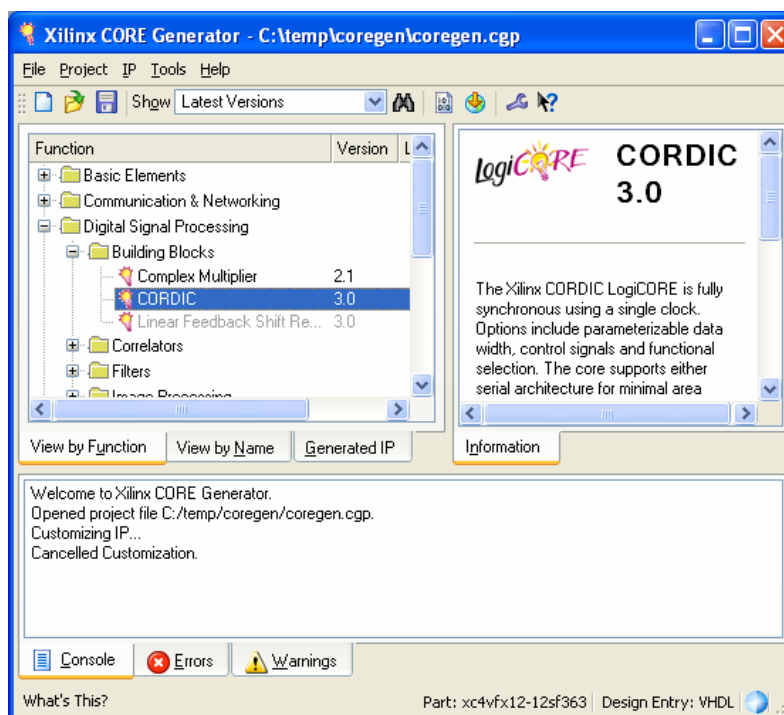 Xilinx CORE Generator - C:\temp\coregen\coregen.cgp
File Project IP Tools Help
Show Latest Versions
Function Version L
Basic Elements
Communication & Networking
Digital Signal Processing
Building Blocks
Complex Multiplier 2.1
CORDIC 3.0
Linear Feedback Shift Re... 3.0
Correlators
Filters
Image Processing
View by Function View by Name Generated IP
LogiCORE
CORDIC
3.0
The Xilinx CORDIC LogiCORE is fully
synchronous using a single clock.
Options include parameterizable data
width, control signals and functional
selection. The core supports either
serial architecture for minimal area
Information
Welcome to Xilinx CORE Generator.
Opened project file C:/temp/coregen/coregen.cgp.
Customizing IP...
Cancelled Customization.
Console Errors Warnings
What's This? Part: xc4vfx12-12sf363 Design Entry: VHDL